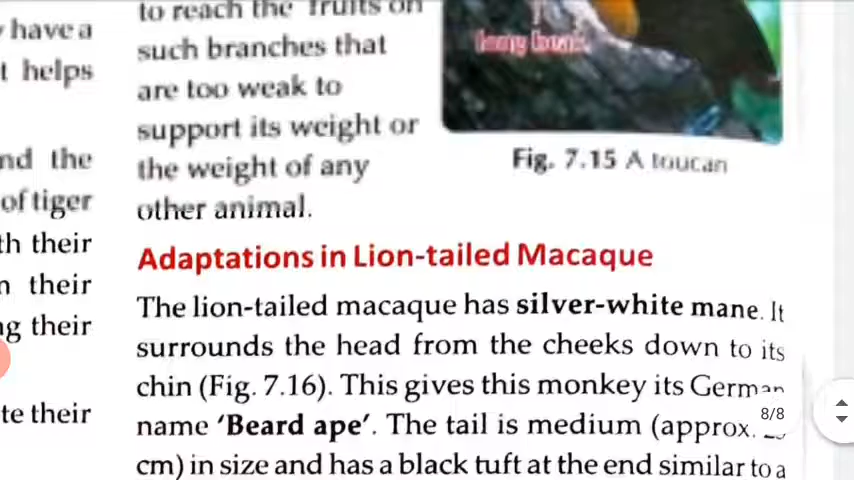 have a
t helps
nd the
of tiger
th their
n their
ng their
te their
to reach the fruits on
such branches that
are too weak to
support its weight or
the weight of any
other animal.
long beak
Fig. 7.15 A toucan
Adaptations in Lion-tailed Macaque
The lion-tailed macaque has silver-white mane. It
surrounds the head from the cheeks down to its
chin (Fig. 7.16). This gives this monkey its German
name ‘Beard ape’. The tail is medium (approx.
cm) in size and has a black tuft at the end similar to a
8/8